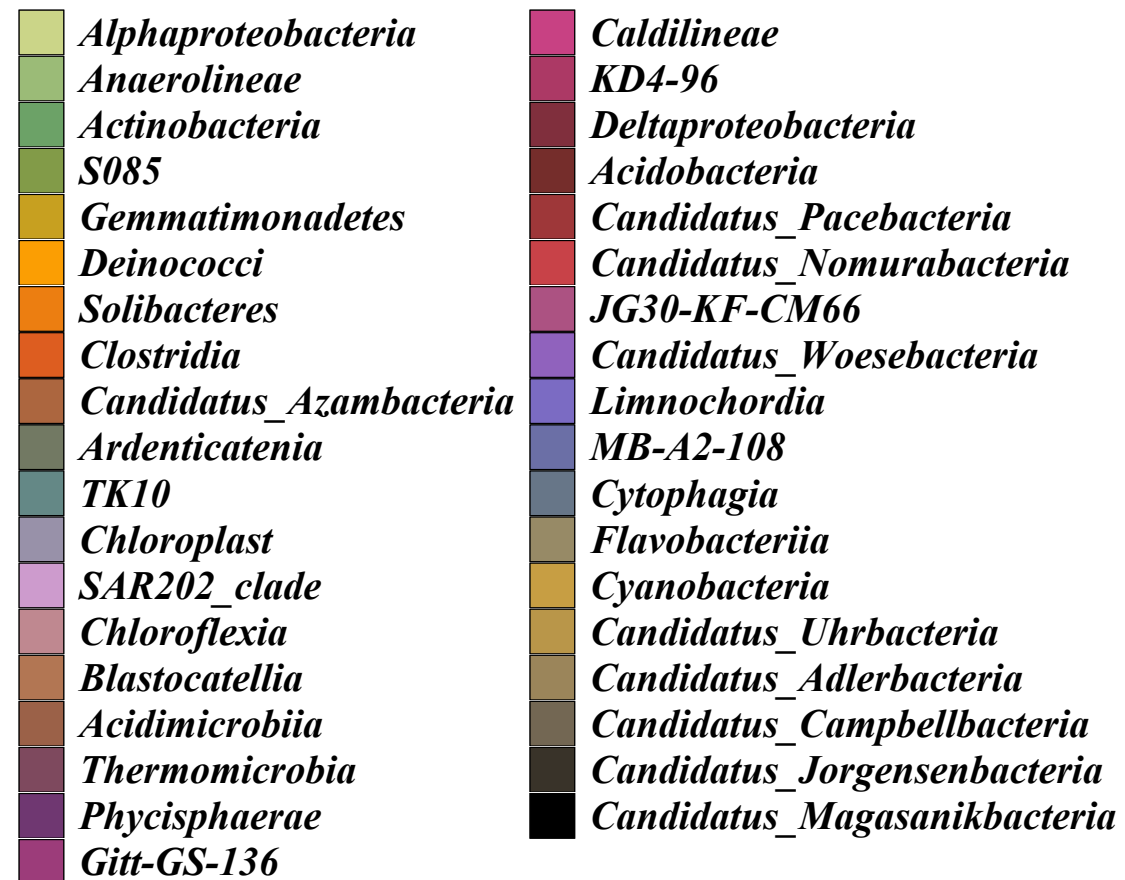 Alphaproteobacteria
Anaerolineae
Actinobacteria
S085
Gemmatimonadetes
Deinococci
Solibacteres
Clostridia
Candidatus_Azambacteria
Ardenticatenia
TK10
Chloroplast
SAR202_clade
Chloroflexia
Blastocatellia
Acidimicrobiia
Thermomicrobia
Phycisphaerae
Gitt-GS-136
Caldilineae
KD4-96
Deltaproteobacteria
Acidobacteria
Candidatus_Pacebacteria
Candidatus_Nomurabacteria
JG30-KF-CM66
Candidatus_Woesebacteria
Limnochordia
MB-A2-108
Cytophagia
Flavobacteriia
Cyanobacteria
Candidatus_Uhrbacteria
Candidatus_Adlerbacteria
Candidatus_Campbellbacteria
Candidatus_Jorgensenbacteria
Candidatus_Magasanikbacteria